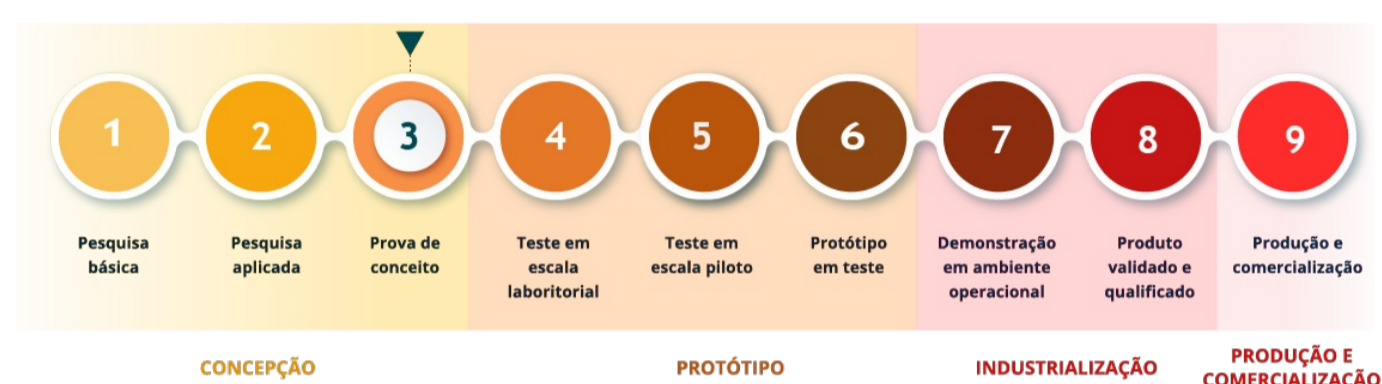 1
2
3
4
5
6
7
8
9
Pesquisa
básica
Pesquisa
aplicada
Prova de
conceito
Teste em
escala
laboritorial
Teste em
escala piloto
Protótipo
em teste
Demonstração
em ambiente
operacional
Produto
validado e
qualificado
Produção e
comercialização
CONCEPÇÃO
PROTÓTIPO
INDUSTRIALIZAÇÃO
PRODUÇÃO E
COMERCIALIZAÇÃO